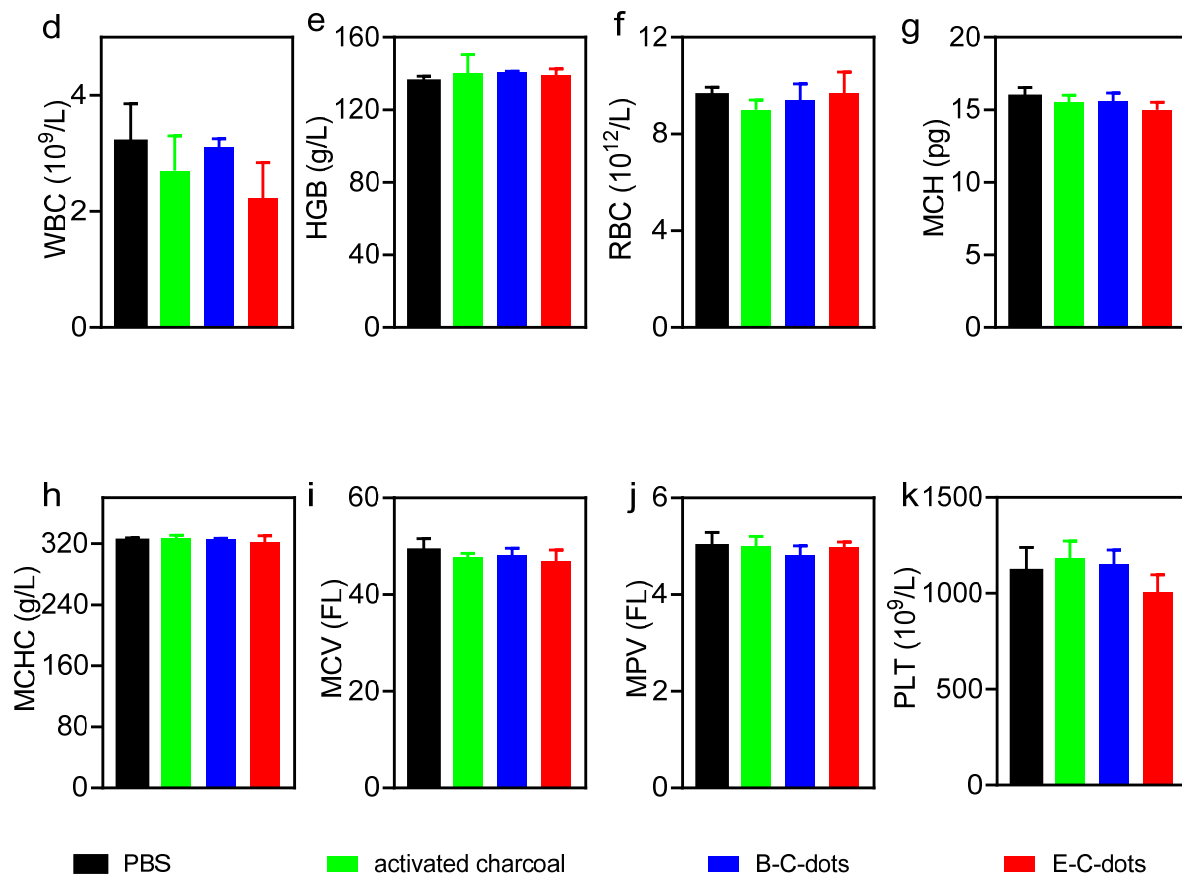 d
WBC (10⁹/L)
4
2
0
e
HGB (g/L)
160
120
80
40
0
f
RBC (10¹²/L)
12
8
4
0
g
MCH (pg)
20
15
10
5
0
h
MCHC (g/L)
320
240
160
80
0
i
MCV (FL)
60
40
20
0
j
MPV (FL)
6
4
2
0
k
PLT (10⁹/L)
1500
1000
500
0
PBS
activated charcoal
B-C-dots
E-C-dots